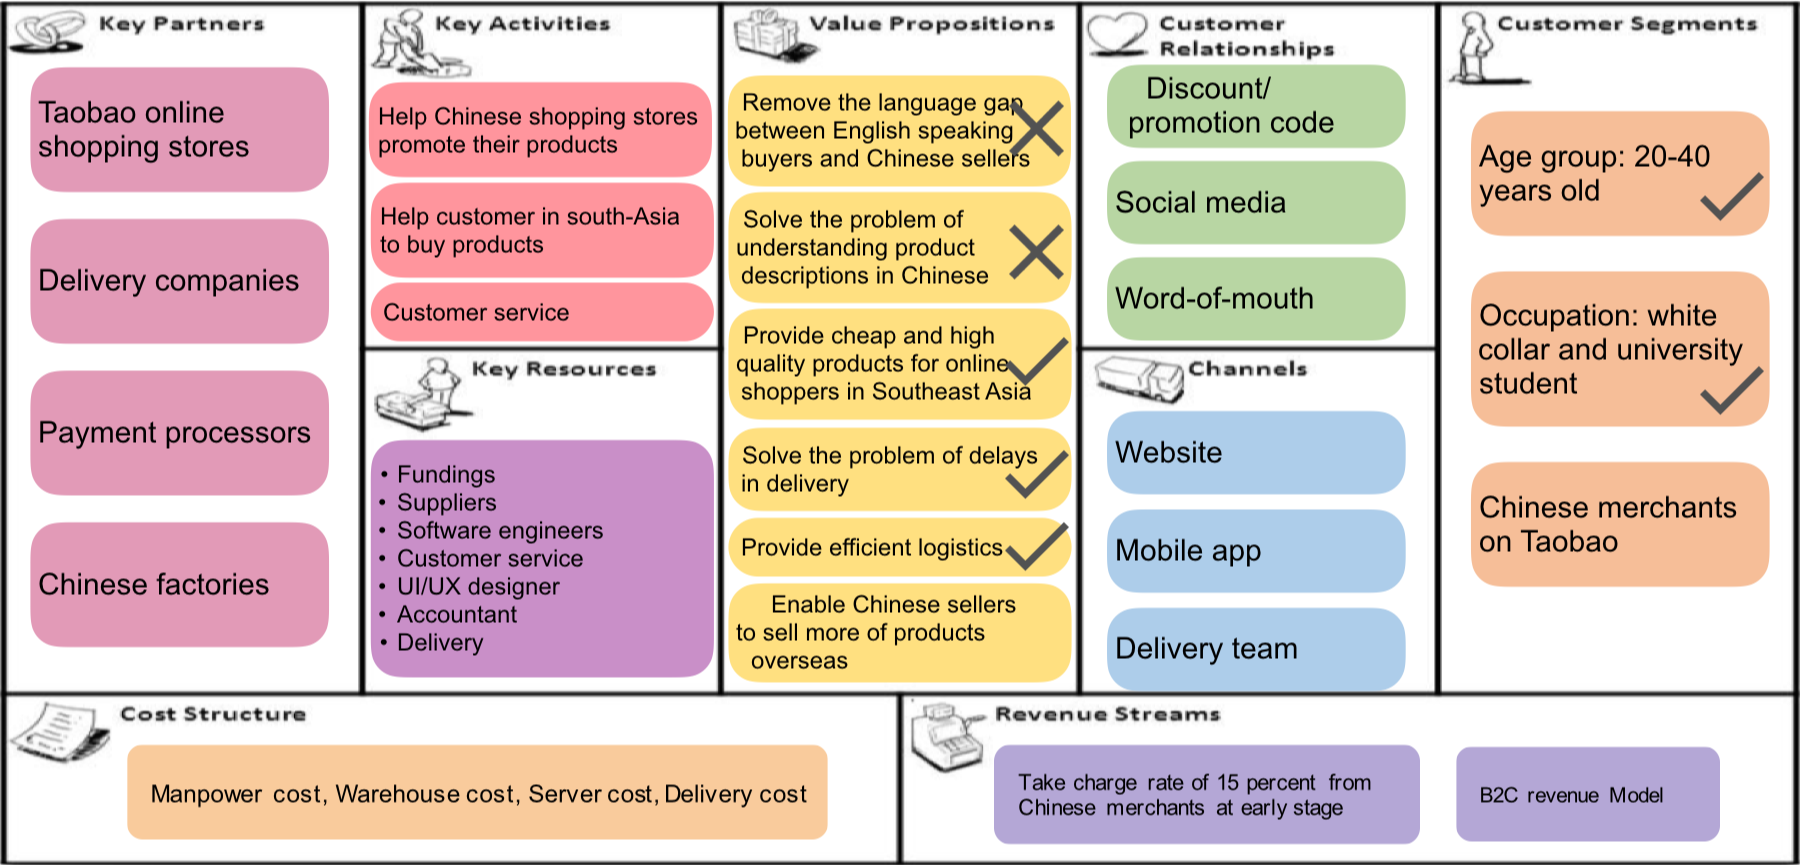 Key Partners
Taobao online
shopping stores
Delivery companies
Payment processors
Chinese factories
Key Activities
Help Chinese shopping stores
promote their products
Help customer in south-Asia
to buy products
Customer service
Key Resources
• Fundings
• Suppliers
• Software engineers
• Customer service
• UI/UX designer
• Accountant
• Delivery
Value Propositions
Remove the language gap
between English speaking
buyers and Chinese sellers
Solve the problem of
understanding product
descriptions in Chinese
Provide cheap and high
quality products for online
shoppers in Southeast Asia
Solve the problem of delays
in delivery
Provide efficient logistics
Enable Chinese sellers
to sell more of products
overseas
Customer
Relationships
Discount/
promotion code
Social media
Word-of-mouth
Channels
Website
Mobile app
Delivery team
Customer Segments
Age group: 20-40
years old
Occupation: white
collar and university
student
Chinese merchants
on Taobao
Cost Structure
Manpower cost, Warehouse cost, Server cost, Delivery cost
Revenue Streams
Take charge rate of 15 percent from
Chinese merchants at early stage
B2C revenue Model